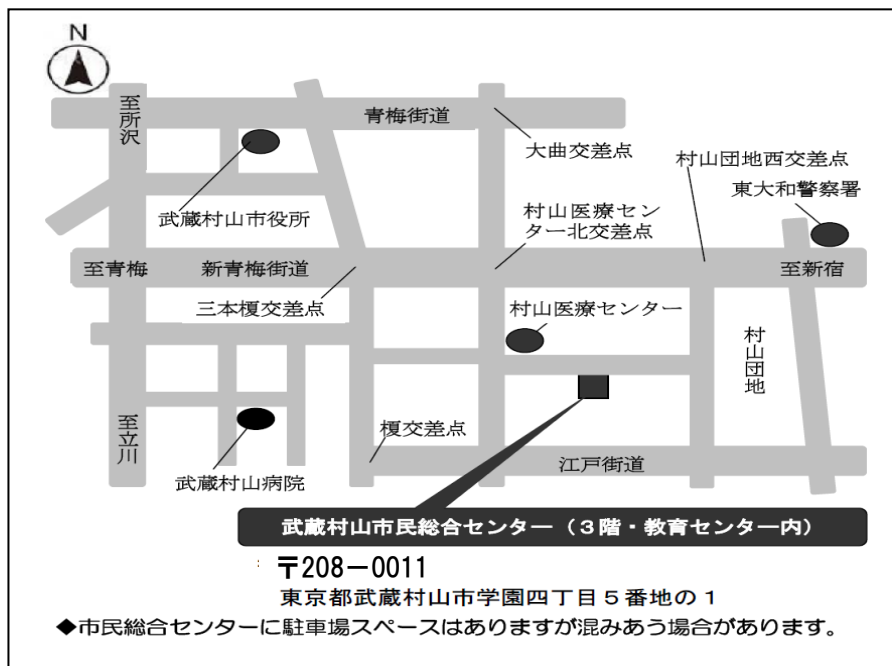 N
至所沢
青梅街道
大曲交差点
村山団地西交差点
東大和警察署
武蔵村山市役所
村山医療セン
ター北交差点
至青梅
新青梅街道
至新宿
三本榎交差点
村山医療センター
村山団地
至立川
榎交差点
武蔵村山病院
江戸街道
武蔵村山市民総合センター（３階・教育センター内）
〒208－0011
東京都武蔵村山市学園四丁目５番地の１
◆市民総合センターに駐車場スペースはありますが混みあう場合があります。